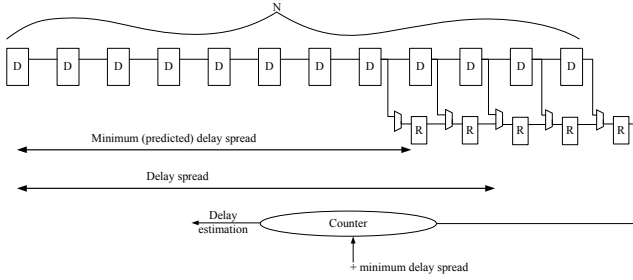 N
D D D D D D D D D D D D
R R R R R
Minimum (predicted) delay spread
Delay spread
Delay
estimation
Counter
+ minimum delay spread